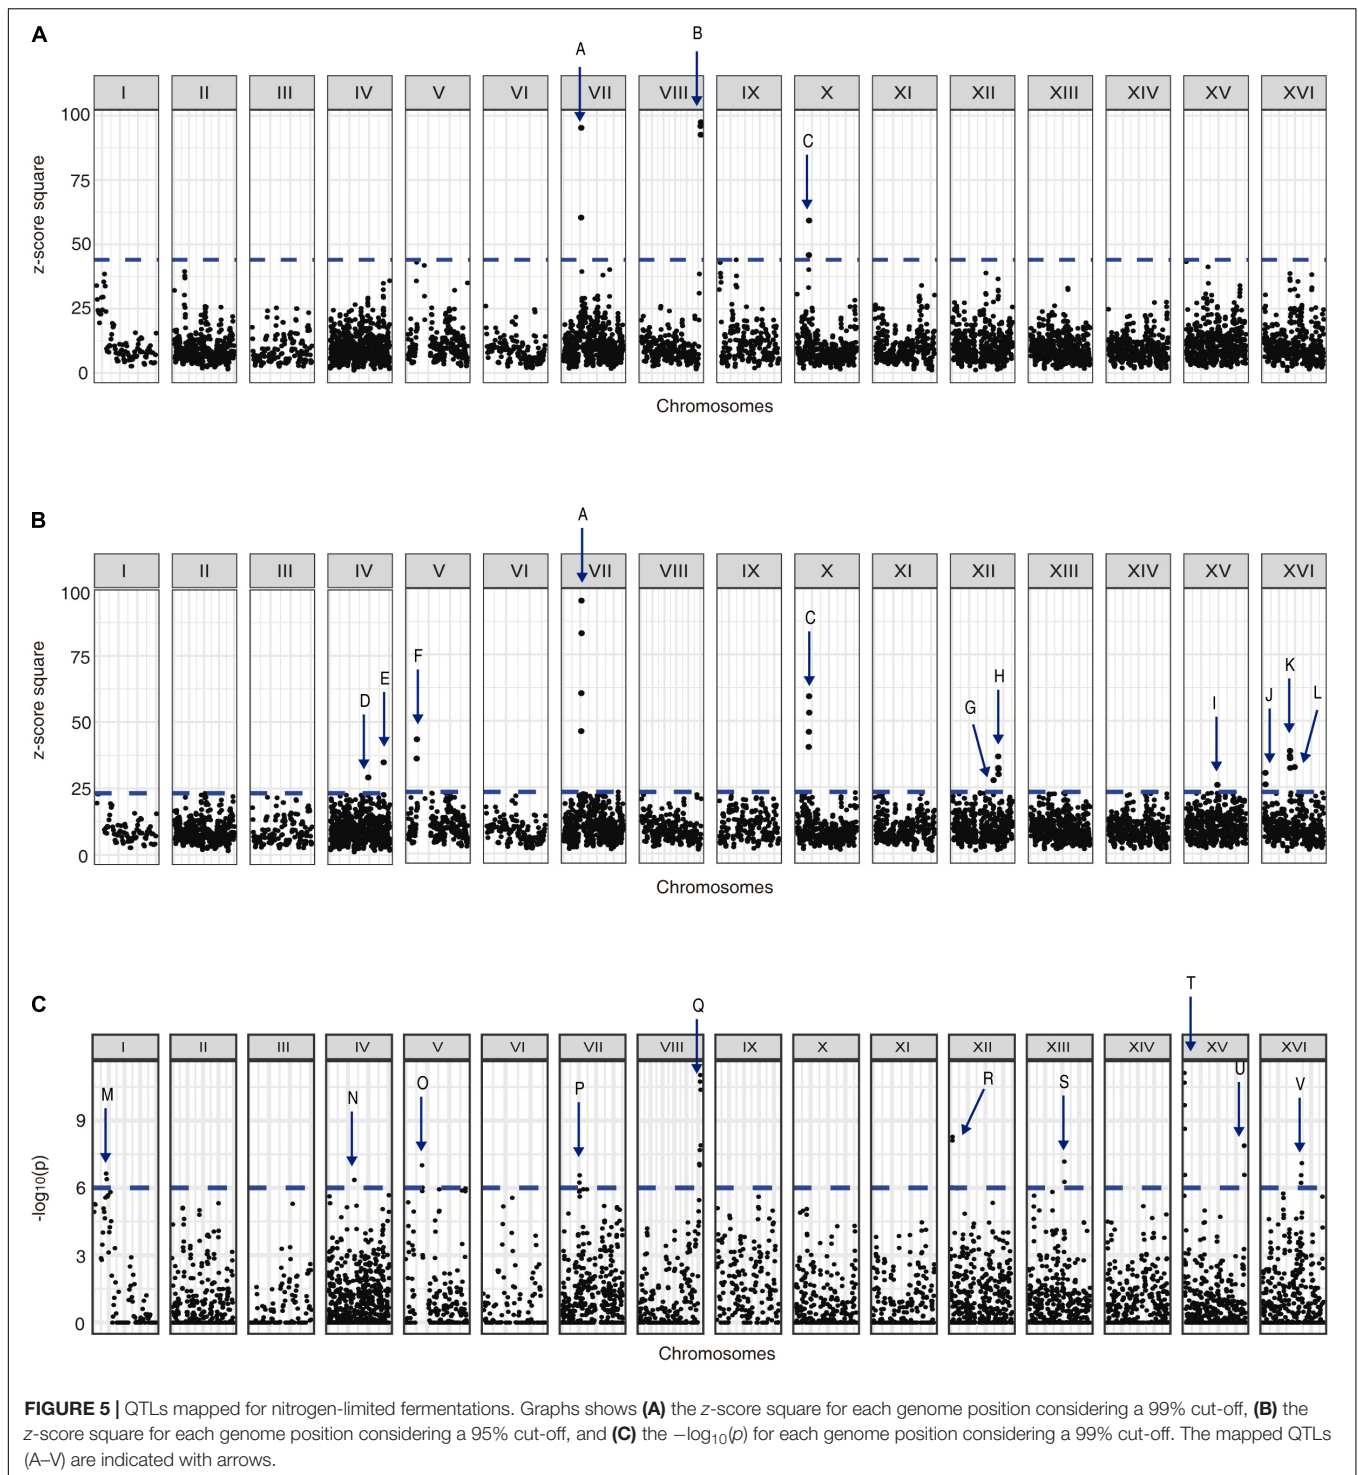 A
A
B
C
I II III IV V VI VII VIII IX X XI XII XIII XIV XV XVI
100
75
50
25
0
z-score square
Chromosomes
B
A
I II III IV V VI VII VIII IX X XI XII XIII XIV XV XVI
C
F
E
D
H
G
I
K
J
L
100
75
50
25
0
z-score square
Chromosomes
C
T
Q
I II III IV V VI VII VIII IX X XI XII XIII XIV XV XVI
M
N
O
P
R
S
U
V
9
6
3
0
-log10(p)
Chromosomes
FIGURE 5 | QTLs mapped for nitrogen-limited fermentations. Graphs shows (A) the z-score square for each genome position considering a 99% cut-off, (B) the
z-score square for each genome position considering a 95% cut-off, and (C) the −log10(p) for each genome position considering a 99% cut-off. The mapped QTLs
(A–V) are indicated with arrows.